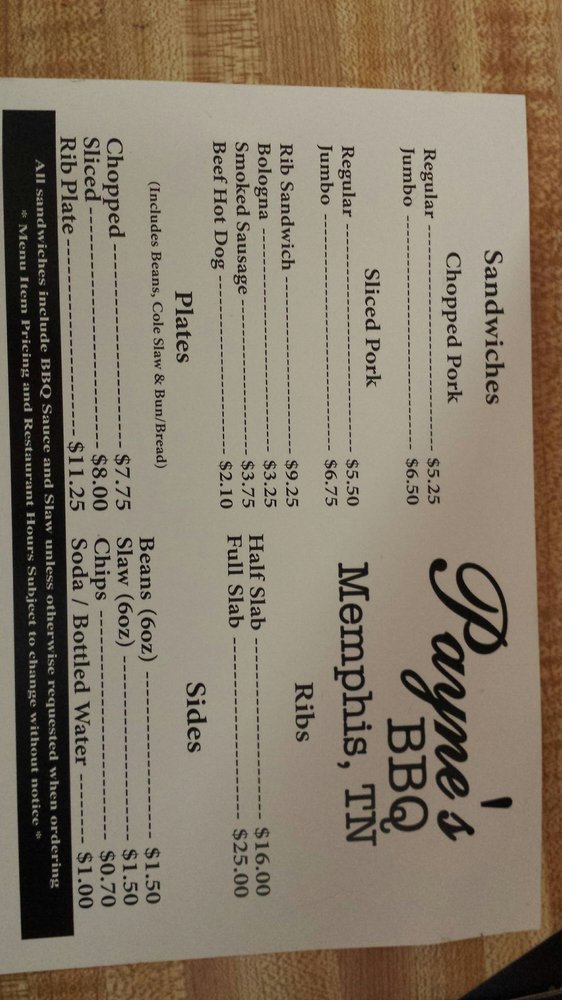 Sandwiches
Chopped Pork
Regular ---------------------------- $5.25
Jumbo ------------------------------ $6.50
Sliced Pork
Regular ---------------------------- $5.50
Jumbo ------------------------------ $6.75
Rib Sandwich ---------------------- $9.25
Bologna ---------------------------- $3.25
Smoked Sausage ------------------ $3.75
Beef Hot Dog ---------------------- $2.10
Plates
(Includes Beans, Cole Slaw & Bun/Bread)
Chopped --------------------------- $7.75
Sliced ------------------------------ $8.00
Rib Plate --------------------------- $11.25
Payne's
BBQ
Memphis, TN
Ribs
Half Slab -------------------------- $16.00
Full Slab --------------------------- $25.00
Sides
Beans (6oz) ----------------------- $1.50
Slaw (6oz) ------------------------- $1.50
Chips ------------------------------ $0.70
Soda / Bottled Water --------- $1.00
All sandwiches include BBQ Sauce and Slaw unless otherwise requested when ordering
* Menu Item Pricing and Restaurant Hours Subject to change without notice *